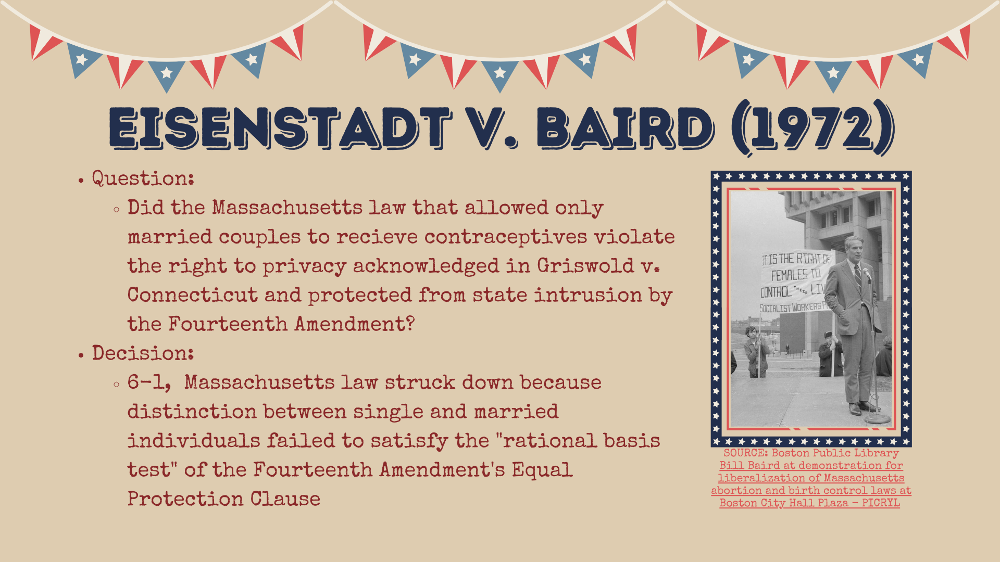 EISENSTADT V. BAIRD (1972)
• Question:
◦ Did the Massachusetts law that allowed only
married couples to recieve contraceptives violate
the right to privacy acknowledged in Griswold v.
Connecticut and protected from state intrusion by
the Fourteenth Amendment?
• Decision:
◦ 6-1, Massachusetts law struck down because
distinction between single and married
individuals failed to satisfy the "rational basis
test" of the Fourteenth Amendment's Equal
Protection Clause
IT IS THE RIGHT OF
FEMALES TO
CONTROL THEIR LIV
SOCIALIST WORKERS P
SOURCE: Boston Public Library
Bill Baird at demonstration for
liberalization of Massachusetts
abortion and birth control laws at
Boston City Hall Plaza - PICRYL